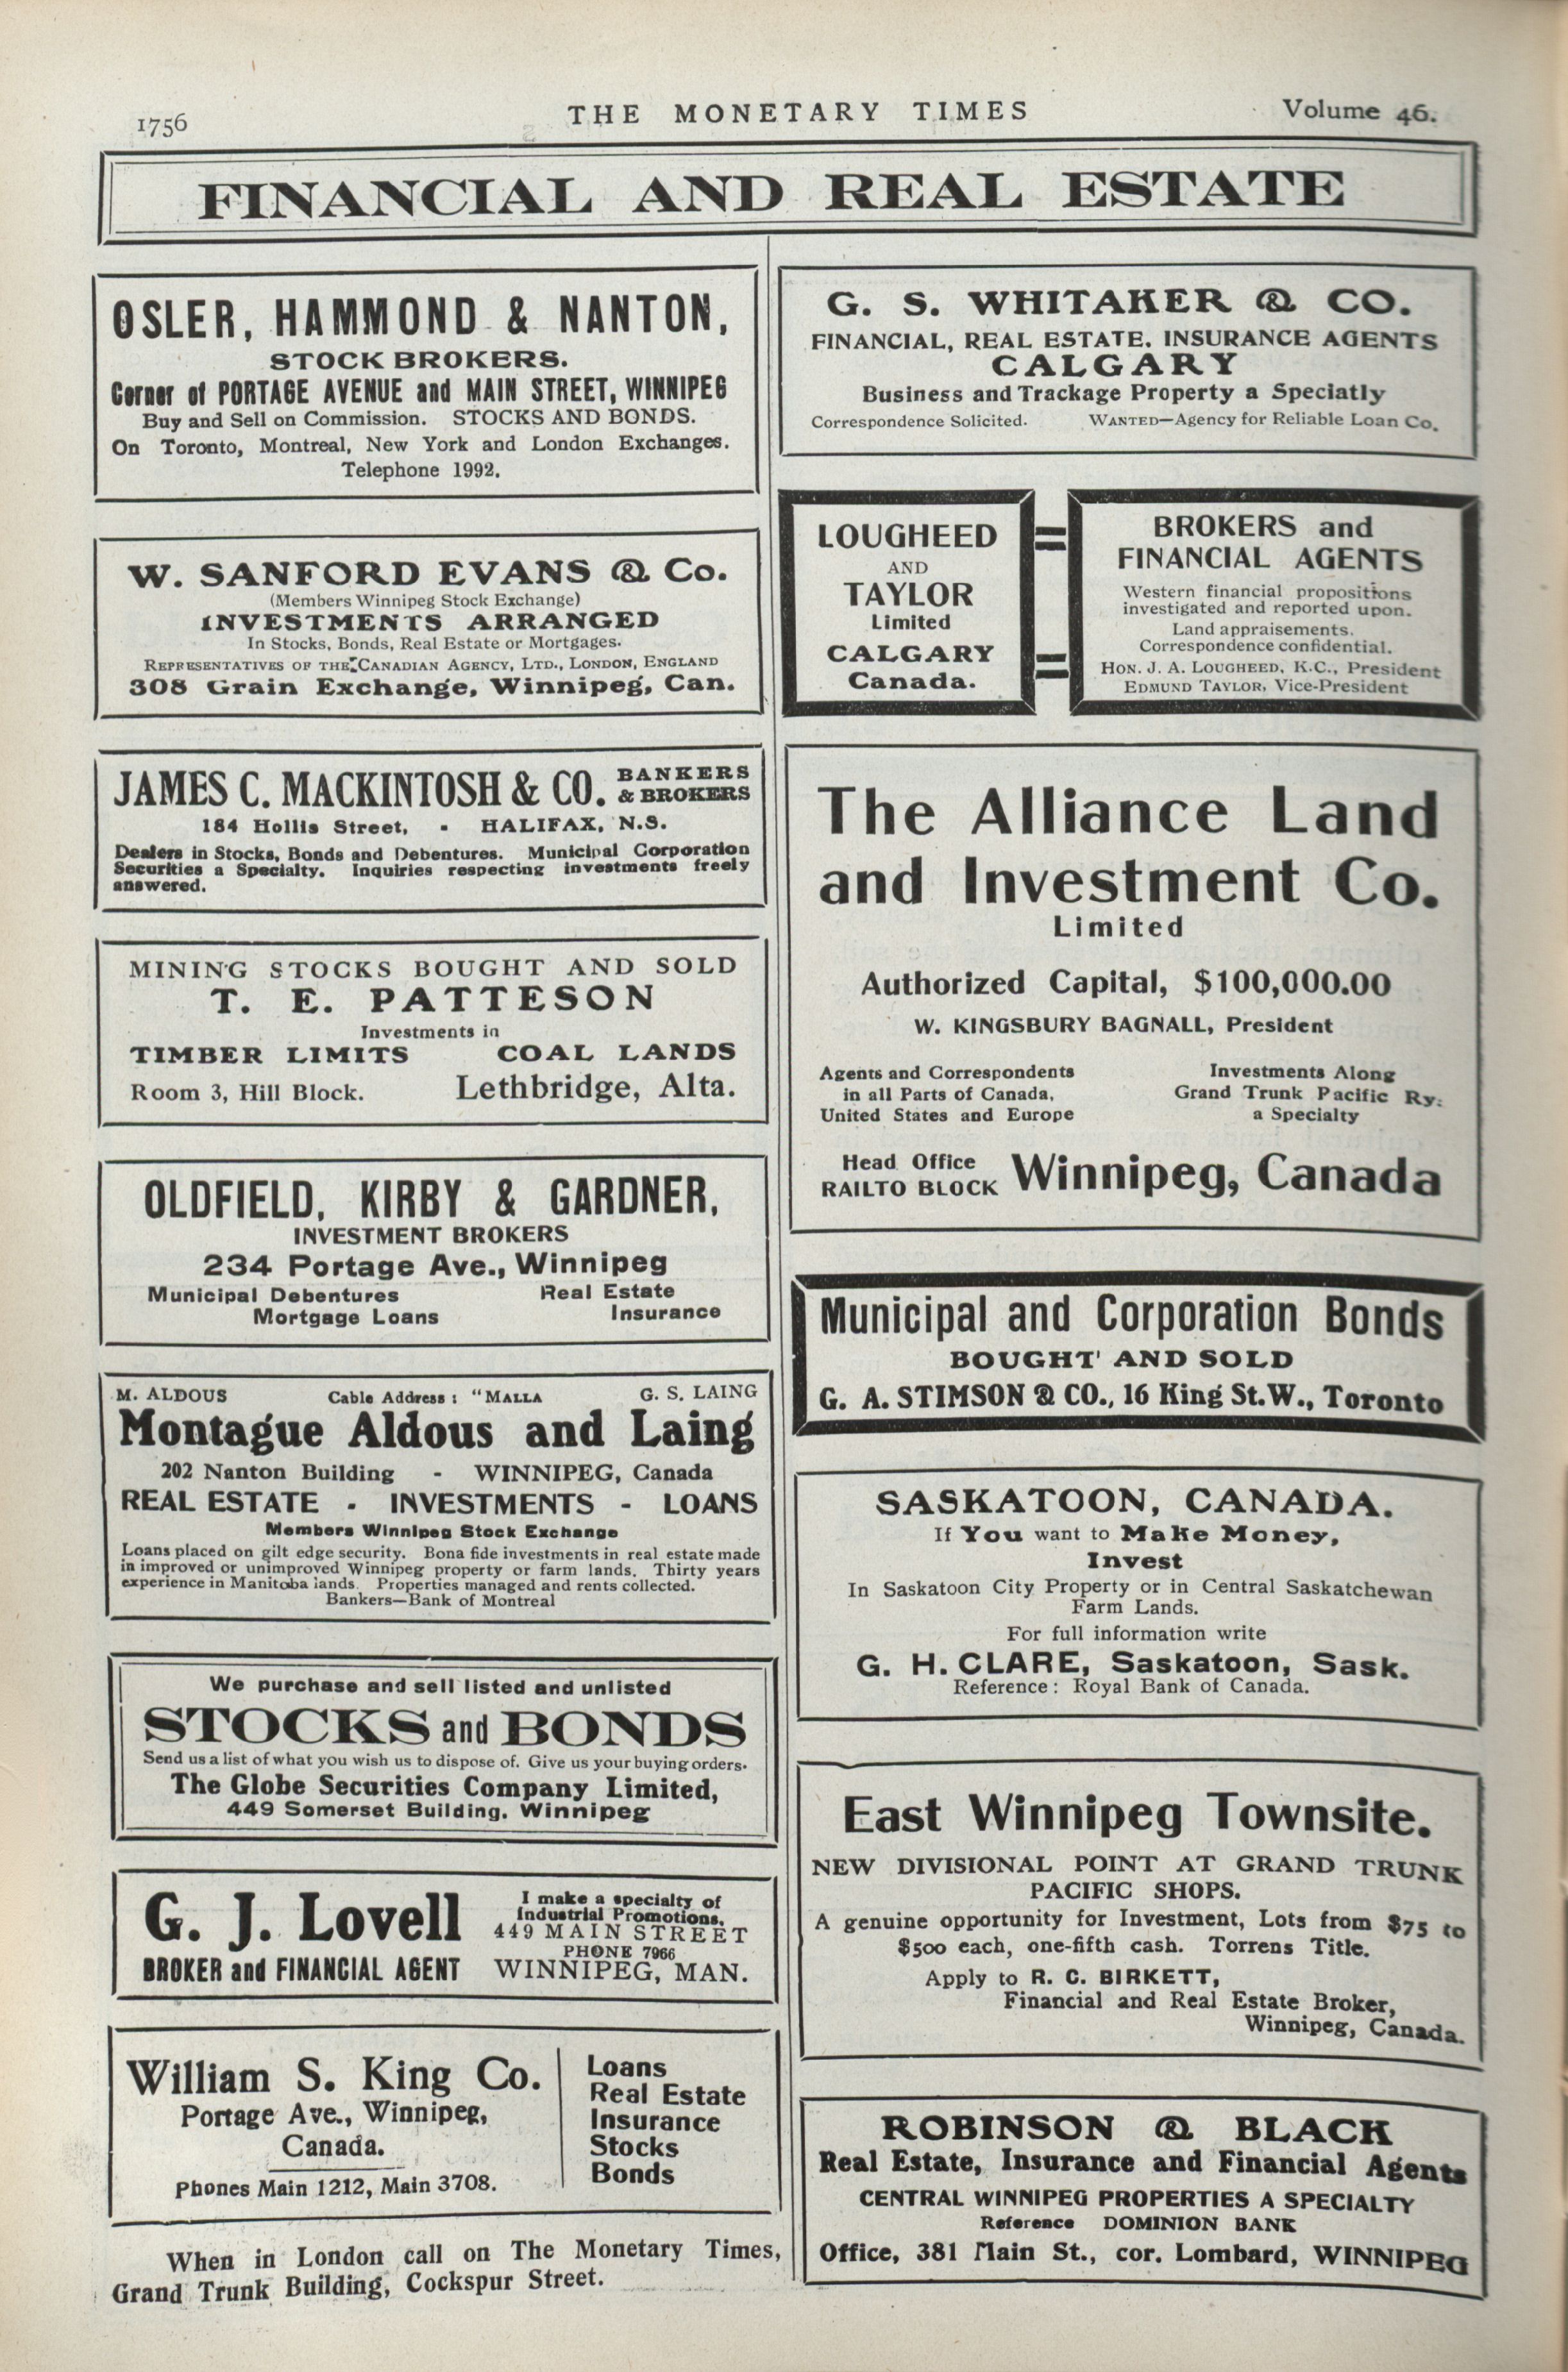 1756
THE MONETARY TIMES
Volume 46.
FINANCIAL AND REAL ESTATE
OSLER, HAMMOND & NANTON,
STOCK BROKERS.
Corner of PORTAGE AVENUE and MAIN STREET, WINNIPEG
Buy and Sell on Commission. STOCKS AND BONDS.
On Toronto, Montreal, New York and London Exchanges.
Telephone 1992.
W. SANFORD EVANS & Co.
(Members Winnipeg Stock Exchange)
INVESTMENTS ARRANGED
In Stocks, Bonds, Real Estate or Mortgages.
REPRESENTATIVES OF THE CANADIAN AGENCY, LTD., LONDON, ENGLAND
308 Grain Exchange, Winnipeg, Can.
JAMES C. MACKINTOSH & CO. BANKERS
& BROKERS
184 Hollis Street, - HALIFAX, N.S.
Dealers in Stocks, Bonds and Debentures. Municipal Corporation
Securities a Specialty. Inquiries respecting investments freely
answered.
MINING STOCKS BOUGHT AND SOLD
T. E. PATTESON
Investments in
TIMBER LIMITS COAL LANDS
Room 3, Hill Block. Lethbridge, Alta.
OLDFIELD, KIRBY & GARDNER,
INVESTMENT BROKERS
234 Portage Ave., Winnipeg
Municipal Debentures Real Estate
Mortgage Loans Insurance
M. ALDOUS Cable Address: "MALLA G. S. LAING
Montague Aldous and Laing
202 Nanton Building - WINNIPEG, Canada
REAL ESTATE - INVESTMENTS - LOANS
Members Winnipeg Stock Exchange
Loans placed on gilt edge security. Bona fide investments in real estate made
in improved or unimproved Winnipeg property or farm lands. Thirty years
experience in Manitoba lands. Properties managed and rents collected.
Bankers—Bank of Montreal
We purchase and sell listed and unlisted
STOCKS and BONDS
Send us a list of what you wish us to dispose of. Give us your buying orders.
The Globe Securities Company Limited,
449 Somerset Building, Winnipeg
G. J. Lovell
BROKER and FINANCIAL AGENT
I make a specialty of
Industrial Promotions.
449 MAIN STREET
PHONE 7966
WINNIPEG, MAN.
William S. King Co.
Portage Ave., Winnipeg,
Canada.
Phones Main 1212, Main 3708.
Loans
Real Estate
Insurance
Stocks
Bonds
When in London call on The Monetary Times,
Grand Trunk Building, Cockspur Street.
G. S. WHITAKER & CO.
FINANCIAL, REAL ESTATE, INSURANCE AGENTS
CALGARY
Business and Trackage Property a Speciatly
Correspondence Solicited. WANTED—Agency for Reliable Loan Co.
LOUGHEED
AND
TAYLOR
Limited
CALGARY
Canada.
BROKERS and
FINANCIAL AGENTS
Western financial propositions
investigated and reported upon.
Land appraisements.
Correspondence confidential.
HON. J. A. LOUGHEED, K.C., President
EDMUND TAYLOR, Vice-President
The Alliance Land
and Investment Co.
Limited
Authorized Capital, $100,000.00
W. KINGSBURY BAGNALL, President
Agents and Correspondents
in all Parts of Canada,
United States and Europe
Investments Along
Grand Trunk Pacific Ry.
a Specialty
Head Office
RAILTO BLOCK
Winnipeg, Canada
Municipal and Corporation Bonds
BOUGHT AND SOLD
G. A. STIMSON & CO., 16 King St. W., Toronto
SASKATOON, CANADA.
If You want to Make Money,
Invest
In Saskatoon City Property or in Central Saskatchewan
Farm Lands.
For full information write
G. H. CLARE, Saskatoon, Sask.
Reference: Royal Bank of Canada.
East Winnipeg Townsite.
NEW DIVISIONAL POINT AT GRAND TRUNK
PACIFIC SHOPS.
A genuine opportunity for Investment, Lots from $75 to
$500 each, one-fifth cash. Torrens Title.
Apply to R. C. BIRKETT,
Financial and Real Estate Broker,
Winnipeg, Canada.
ROBINSON & BLACK
Real Estate, Insurance and Financial Agents
CENTRAL WINNIPEG PROPERTIES A SPECIALTY
Reference DOMINION BANK
Office, 381 Main St., cor. Lombard, WINNIPEG